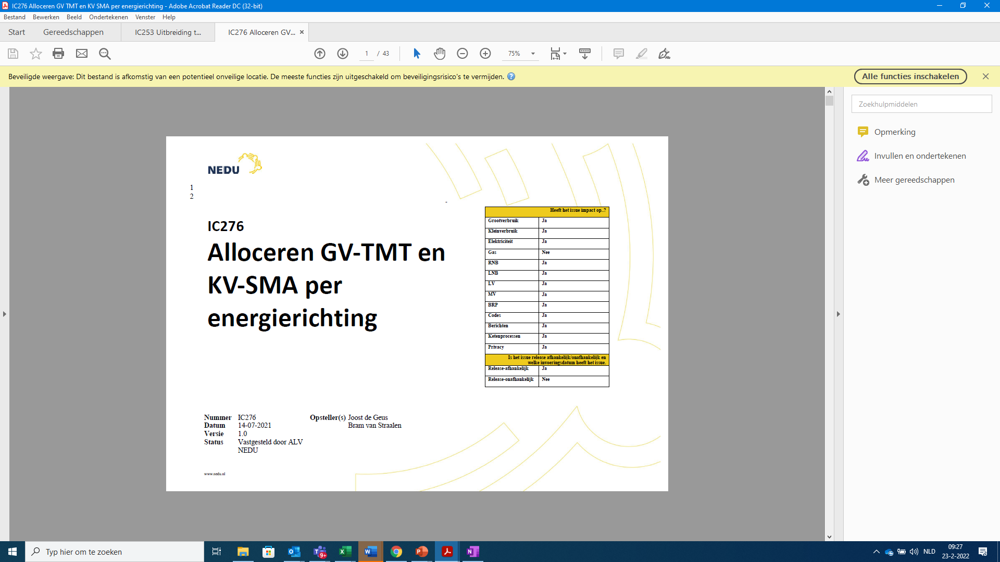 IC276 Alloceren GV TMT en KV SMA per energierichting - Adobe Acrobat Reader DC (32-bit)
Bestand Bewerken Beeld Ondertekenen Venster Help
Start Gereedschappen IC253 Uitbreiding t... IC276 Alloceren GV...
1 / 43 75%
Beveiligde weergave: Dit bestand is afkomstig van een potentieel onveilige locatie. De meeste functies zijn uitgeschakeld om beveiligingsrisico's te vermijden.
Alle functies inschakelen
Zoekhulpmiddelen
Opmerking
Invullen en ondertekenen
Meer gereedschappen
NEDU
1
2
-
IC276
Alloceren GV-TMT en
KV-SMA per
energierichting
Heeft het issue impact op..?
Grootverbruik Ja
Kleinverbruik Ja
Elektriciteit Ja
Gas Nee
RNB Ja
LNB Ja
LV Ja
MV Ja
BRP Ja
Codes Ja
Berichten Ja
Ketenprocessen Ja
Privacy Ja
Is het issue release afhankelijk/onafhankelijk en
welke invoeringsdatum heeft het issue.
Release-afhankelijk Ja
Release-onafhankelijk Nee
Nummer IC276 Opsteller(s) Joost de Geus
Datum 14-07-2021 Bram van Straalen
Versie 1.0
Status Vastgesteld door ALV
NEDU
www.nedu.nl
Typ hier om te zoeken
9+
NLD
09:27
23-2-2022